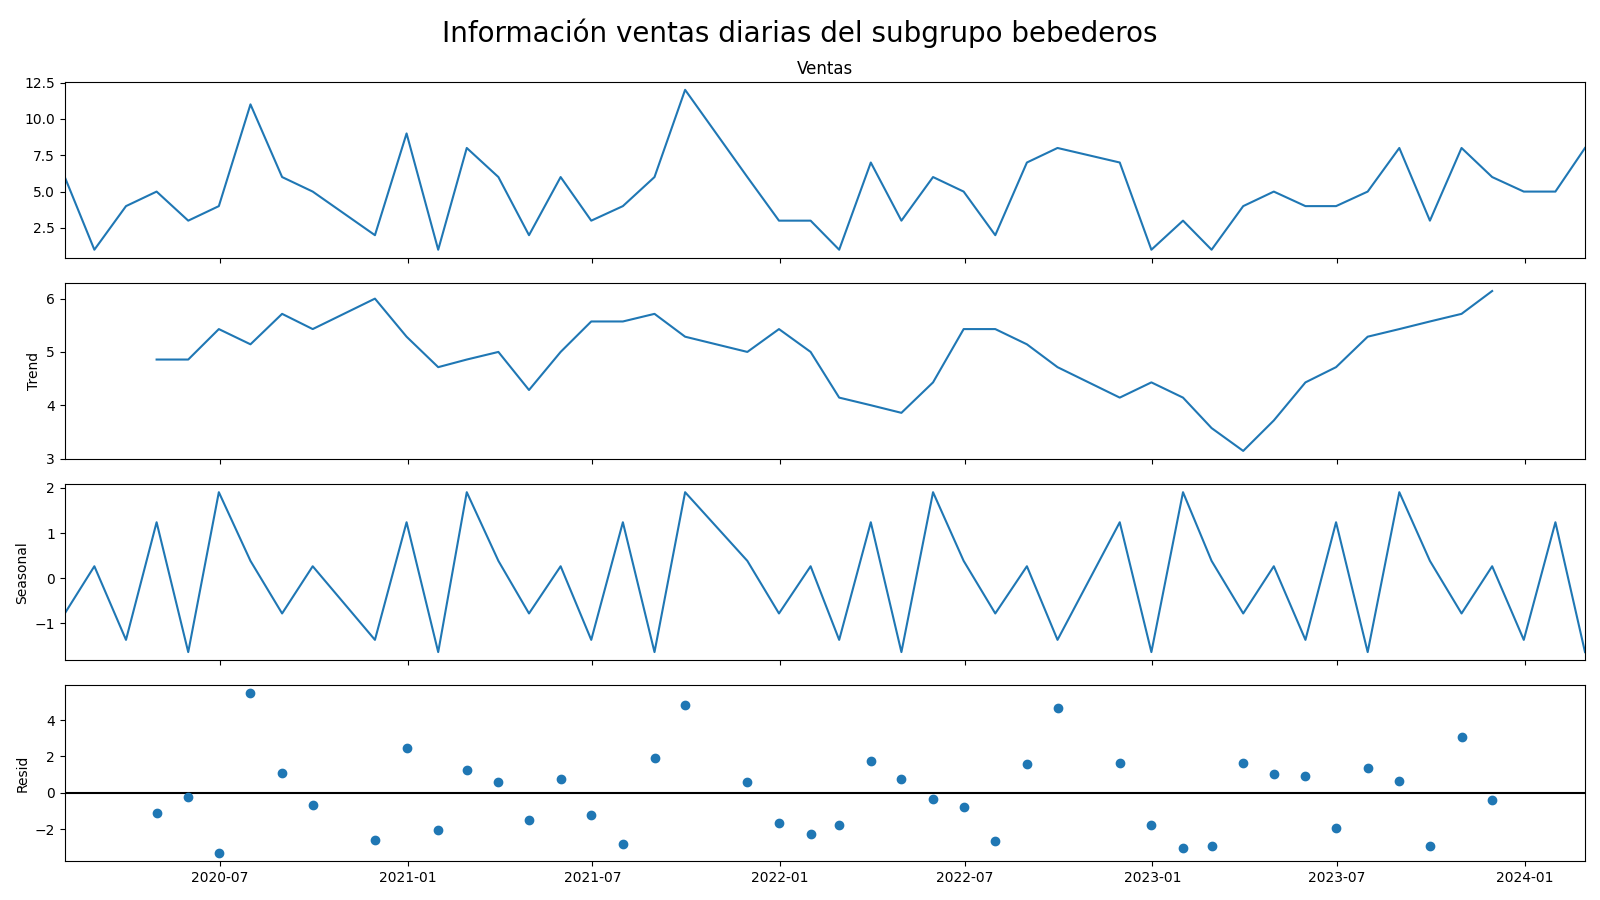 Información ventas diarias del subgrupo bebederos
Ventas
12.5
10.0
7.5
5.0
2.5
6
5
4
3
Trend
2
1
0
−1
Seasonal
4
2
0
−2
Resid
2020-07 2021-01 2021-07 2022-01 2022-07 2023-01 2023-07 2024-01